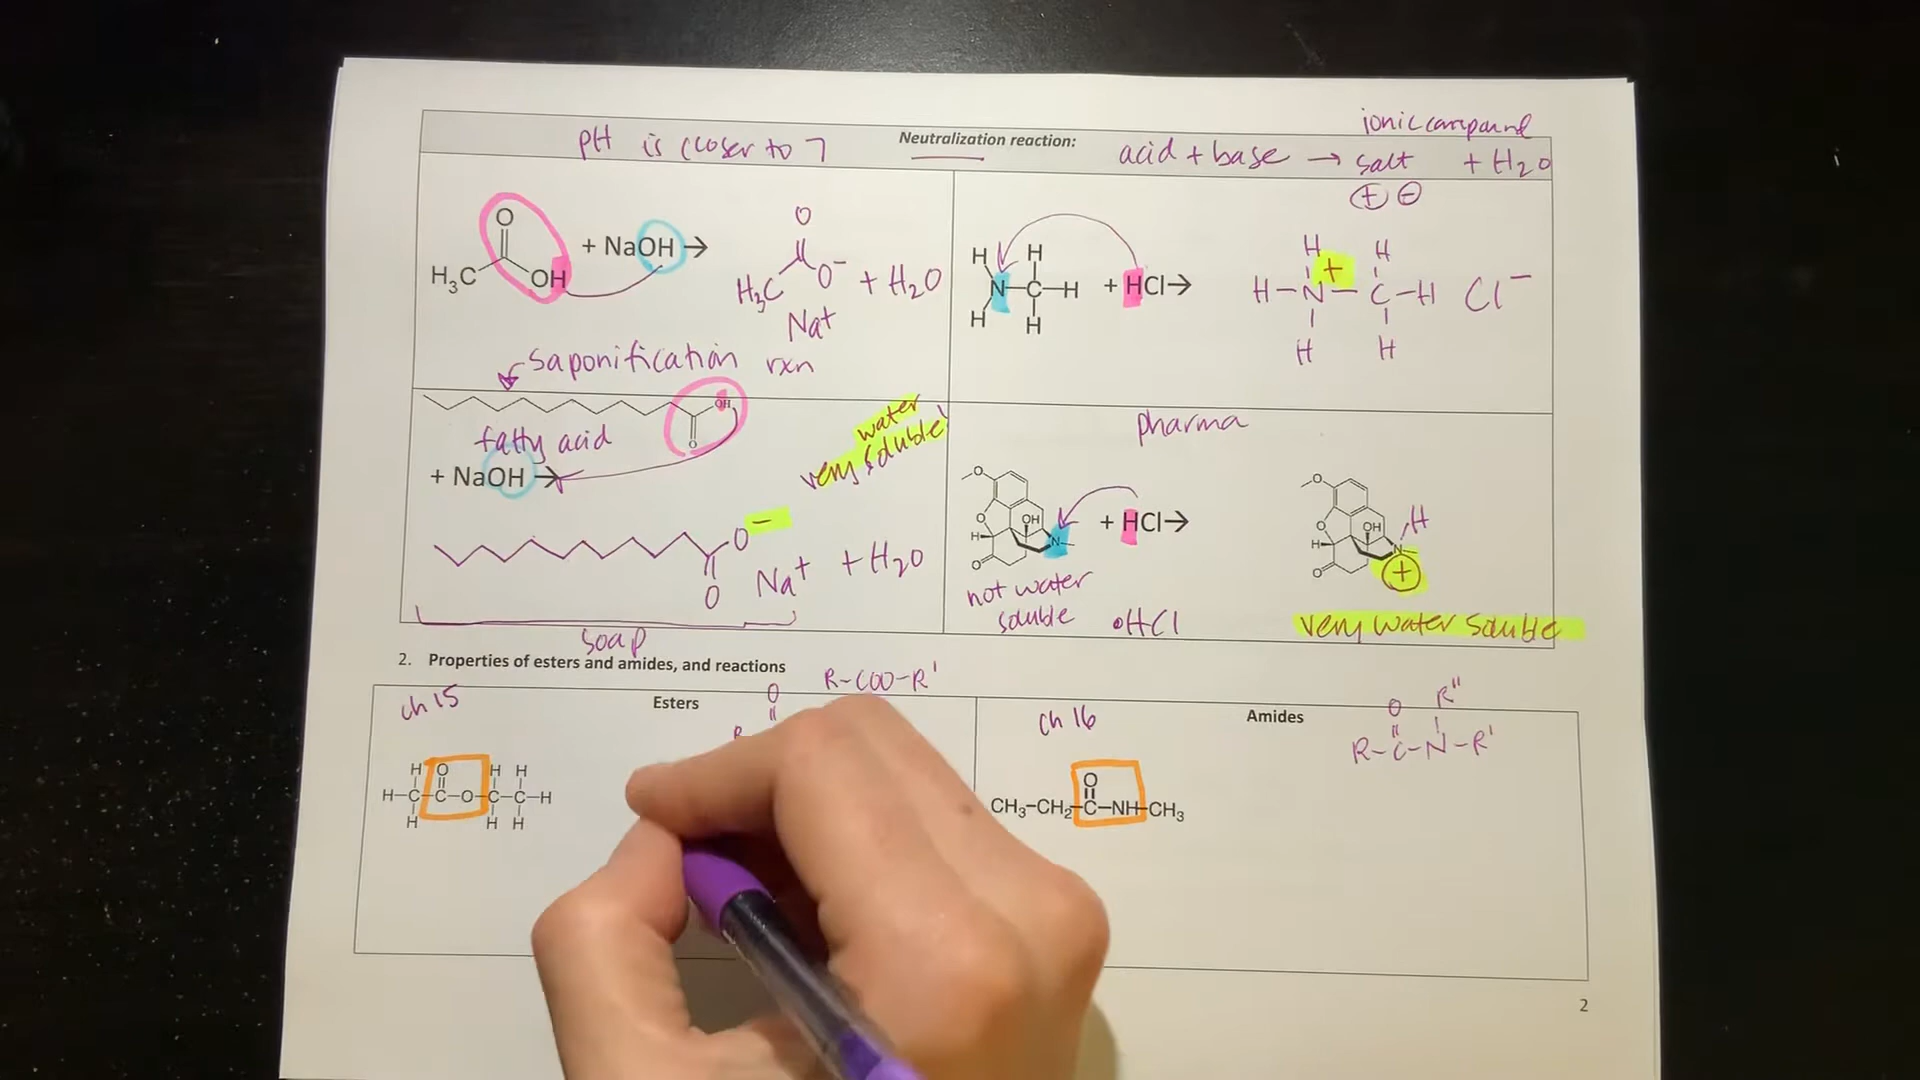 ionic compound
pH is closer to 7 Neutralization reaction: acid + base → salt + H2O
+ -
O
H3C OH + NaOH →
O
H3C O- + H2O
Na+
H H
N-C-H + HCl →
H H
H H
H-N+-C-H Cl-
H H
saponification rxn
OH
O
fatty acid
+ NaOH →
water
very soluble!
O-
O
Na+ + H2O
soap
pharma
O
O OH
H N
O
+ HCl →
not water
soluble •HCl
O
O OH H
H N
O +
very water soluble
2. Properties of esters and amides, and reactions
ch 15 Esters R-COO-R'
O
R
H O H H
H-C-C-O-C-C-H
H H H
ch 16 Amides
O R''
R-C-N-R'
O
CH3-CH2-C-NH-CH3
2